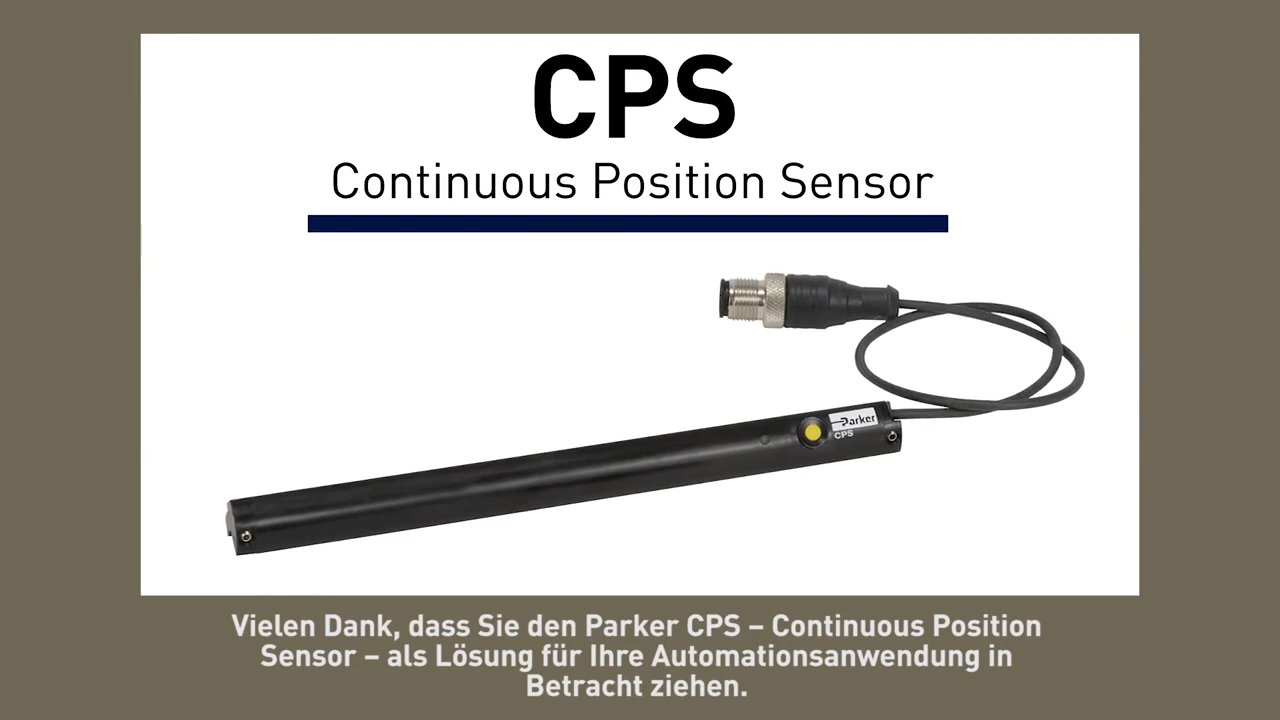 CPS
Continuous Position Sensor
Parker
CPS
Vielen Dank, dass Sie den Parker CPS – Continuous Position
Sensor – als Lösung für Ihre Automationsanwendung in
Betracht ziehen.